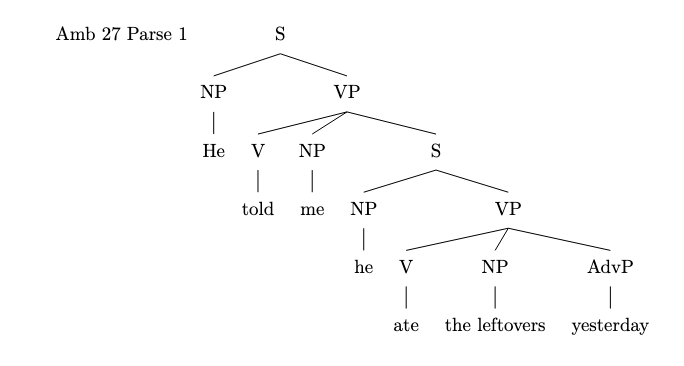 Amb 27 Parse 1 S
NP VP
He V NP S
told me NP VP
he V NP AdvP
ate the leftovers yesterday